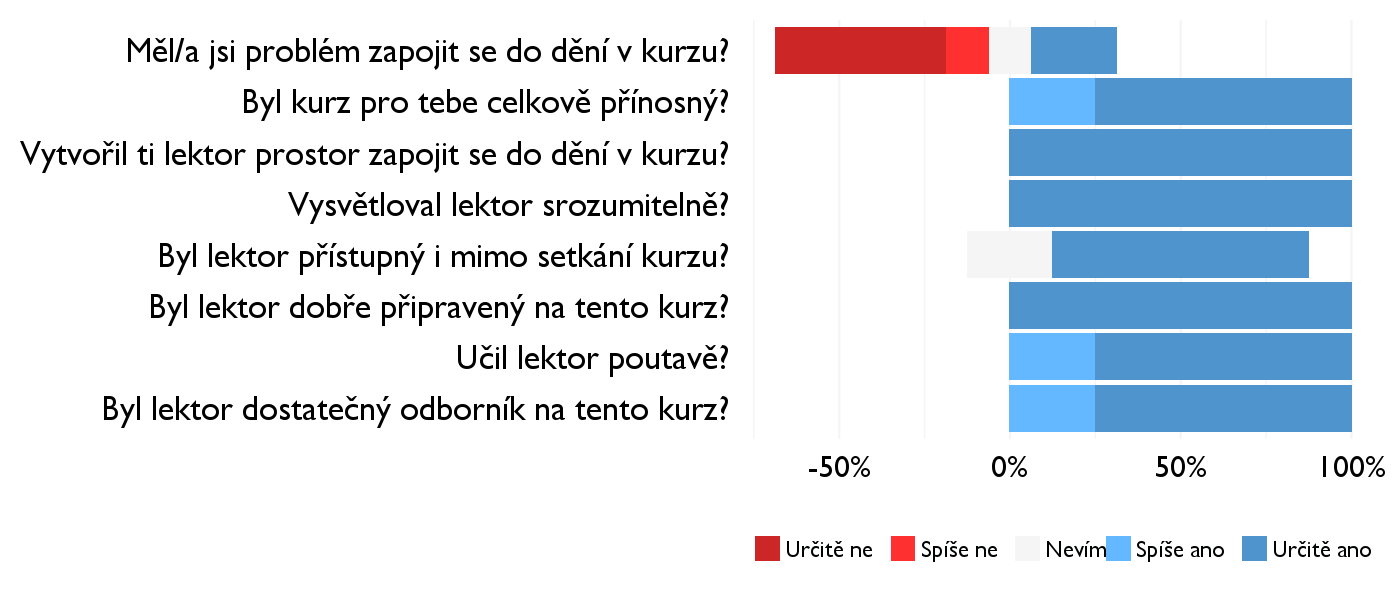 Měl/a jsi problém zapojit se do dění v kurzu?
Byl kurz pro tebe celkově přínosný?
Vytvořil ti lektor prostor zapojit se do dění v kurzu?
Vysvětloval lektor srozumitelně?
Byl lektor přístupný i mimo setkání kurzu?
Byl lektor dobře připravený na tento kurz?
Učil lektor poutavě?
Byl lektor dostatečný odborník na tento kurz?
-50% 0% 50% 100%
Určitě ne Spíše ne Nevím Spíše ano Určitě ano